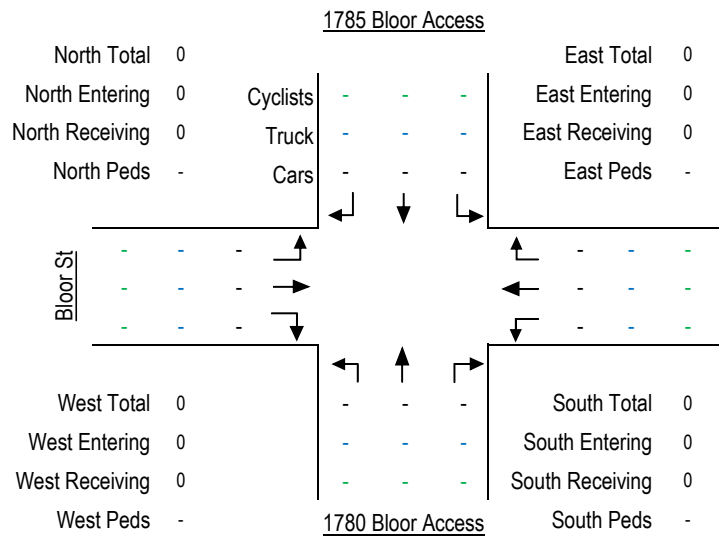 1785 Bloor Access
North Total 0 East Total 0
North Entering 0 Cyclists - - - East Entering 0
North Receiving 0 Truck - - - East Receiving 0
North Peds - Cars - - - East Peds -
Bloor St
- - - - - -
- - - - - -
- - - - - -
West Total 0 - - - South Total 0
West Entering 0 - - - South Entering 0
West Receiving 0 - - - South Receiving 0
West Peds - 1780 Bloor Access South Peds -